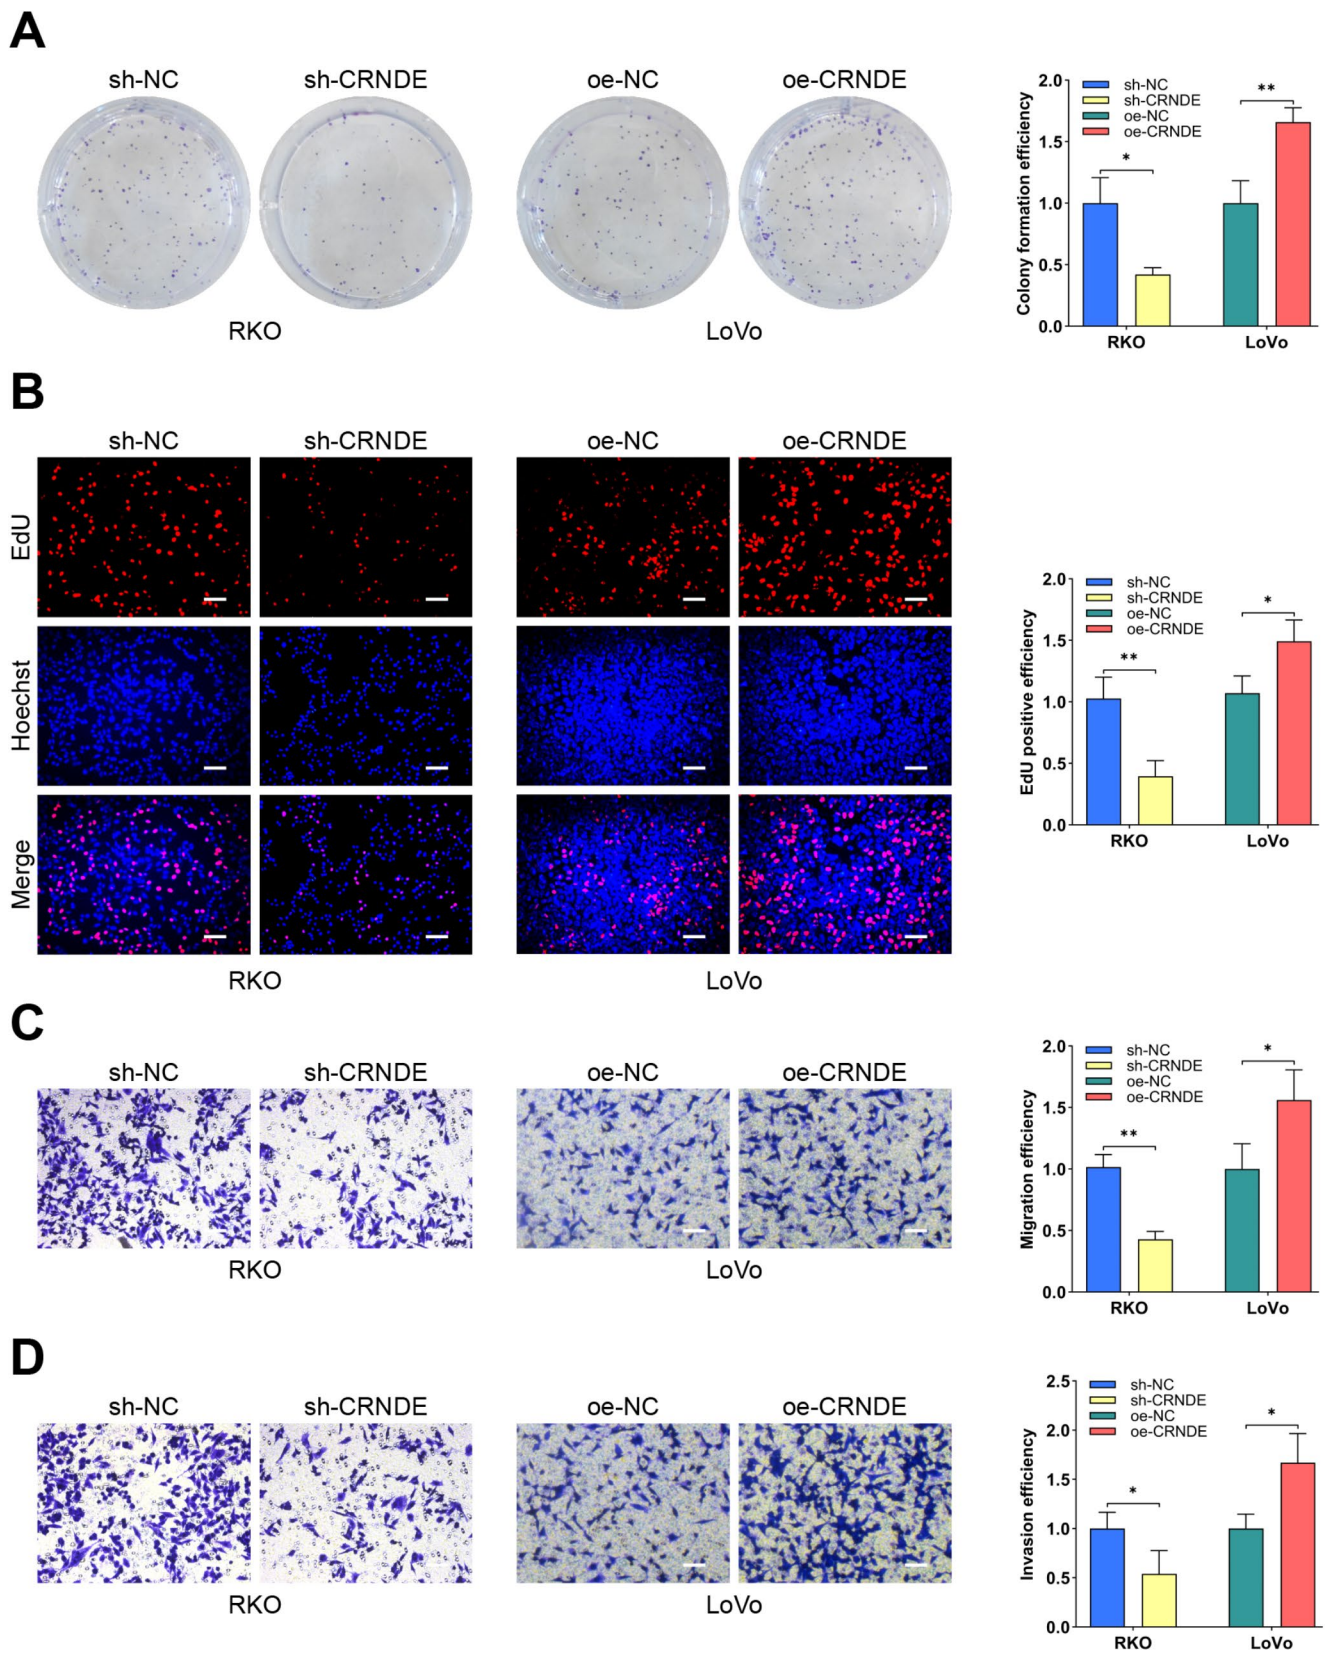 A
sh-NC
sh-CRNDE
oe-NC
oe-CRNDE
RKO
LoVo
2.0
1.5
1.0
0.5
0.0
Colony formation efficiency
sh-NC
sh-CRNDE
oe-NC
oe-CRNDE
*
**
RKO
LoVo
B
sh-NC
sh-CRNDE
oe-NC
oe-CRNDE
EdU
Hoechst
Merge
RKO
LoVo
2.0
1.5
1.0
0.5
0.0
EdU positive efficiency
sh-NC
sh-CRNDE
oe-NC
oe-CRNDE
**
*
RKO
LoVo
C
sh-NC
sh-CRNDE
oe-NC
oe-CRNDE
RKO
LoVo
2.0
1.5
1.0
0.5
0.0
Migration efficiency
sh-NC
sh-CRNDE
oe-NC
oe-CRNDE
**
*
RKO
LoVo
D
sh-NC
sh-CRNDE
oe-NC
oe-CRNDE
RKO
LoVo
2.5
2.0
1.5
1.0
0.5
0.0
Invasion efficiency
sh-NC
sh-CRNDE
oe-NC
oe-CRNDE
*
*
RKO
LoVo